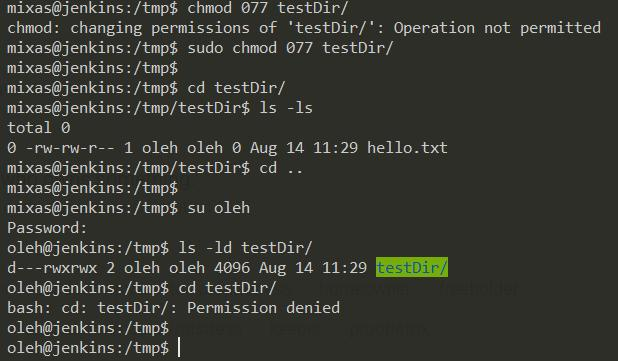 mixas@jenkins:/tmp$ chmod 077 testDir/
chmod: changing permissions of 'testDir/': Operation not permitted
mixas@jenkins:/tmp$ sudo chmod 077 testDir/
mixas@jenkins:/tmp$
mixas@jenkins:/tmp$ cd testDir/
mixas@jenkins:/tmp/testDir$ ls -ls
total 0
0 -rw-rw-r-- 1 oleh oleh 0 Aug 14 11:29 hello.txt
mixas@jenkins:/tmp/testDir$ cd ..
mixas@jenkins:/tmp$
mixas@jenkins:/tmp$ su oleh
Password:
oleh@jenkins:/tmp$ ls -ld testDir/
d---rwxrwx 2 oleh oleh 4096 Aug 14 11:29 testDir/
oleh@jenkins:/tmp$ cd testDir/
bash: cd: testDir/: Permission denied
oleh@jenkins:/tmp$
oleh@jenkins:/tmp$